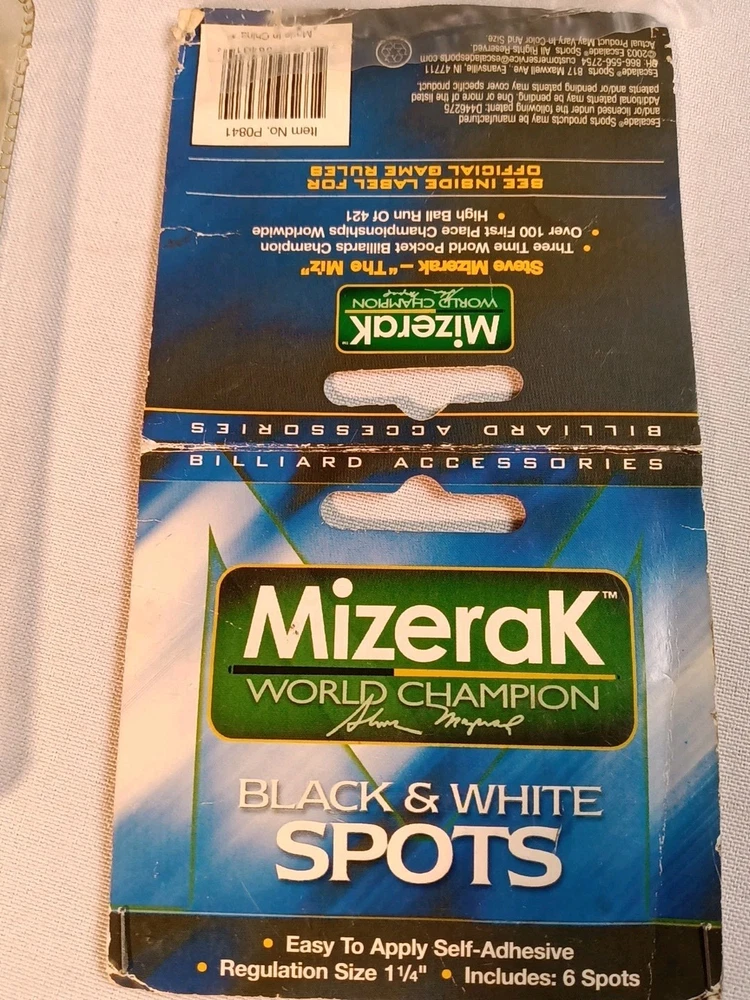 BILLIARD ACCESSORIES
MizeraK™
WORLD CHAMPION
BLACK & WHITE
SPOTS
• Easy To Apply Self-Adhesive
• Regulation Size 1 1/4" • Includes: 6 Spots
BILLIARD ACCESSORIES
MizeraK™
WORLD CHAMPION
Steve Mizerak – "The Miz"
• Three Time World Pocket Billiards Champion
• Over 100 First Place Championships Worldwide
• High Ball Run Of 421
SEE INSIDE LABEL FOR
OFFICIAL GAME RULES
Escalade® Sports products may be manufactured
and/or licensed under the following patent: D446275
Additional patents may be pending. One or more of the listed
patents and/or pending patents may cover specific product.
Escalade® Sports, 817 Maxwell Ave., Evansville, IN 47711
PH: 866-556-2754 customerservice@escaladesports.com
©2003 Escalade® Sports All Rights Reserved.
Actual Product May Vary In Color And Size.
Item No. P0841
Made In China